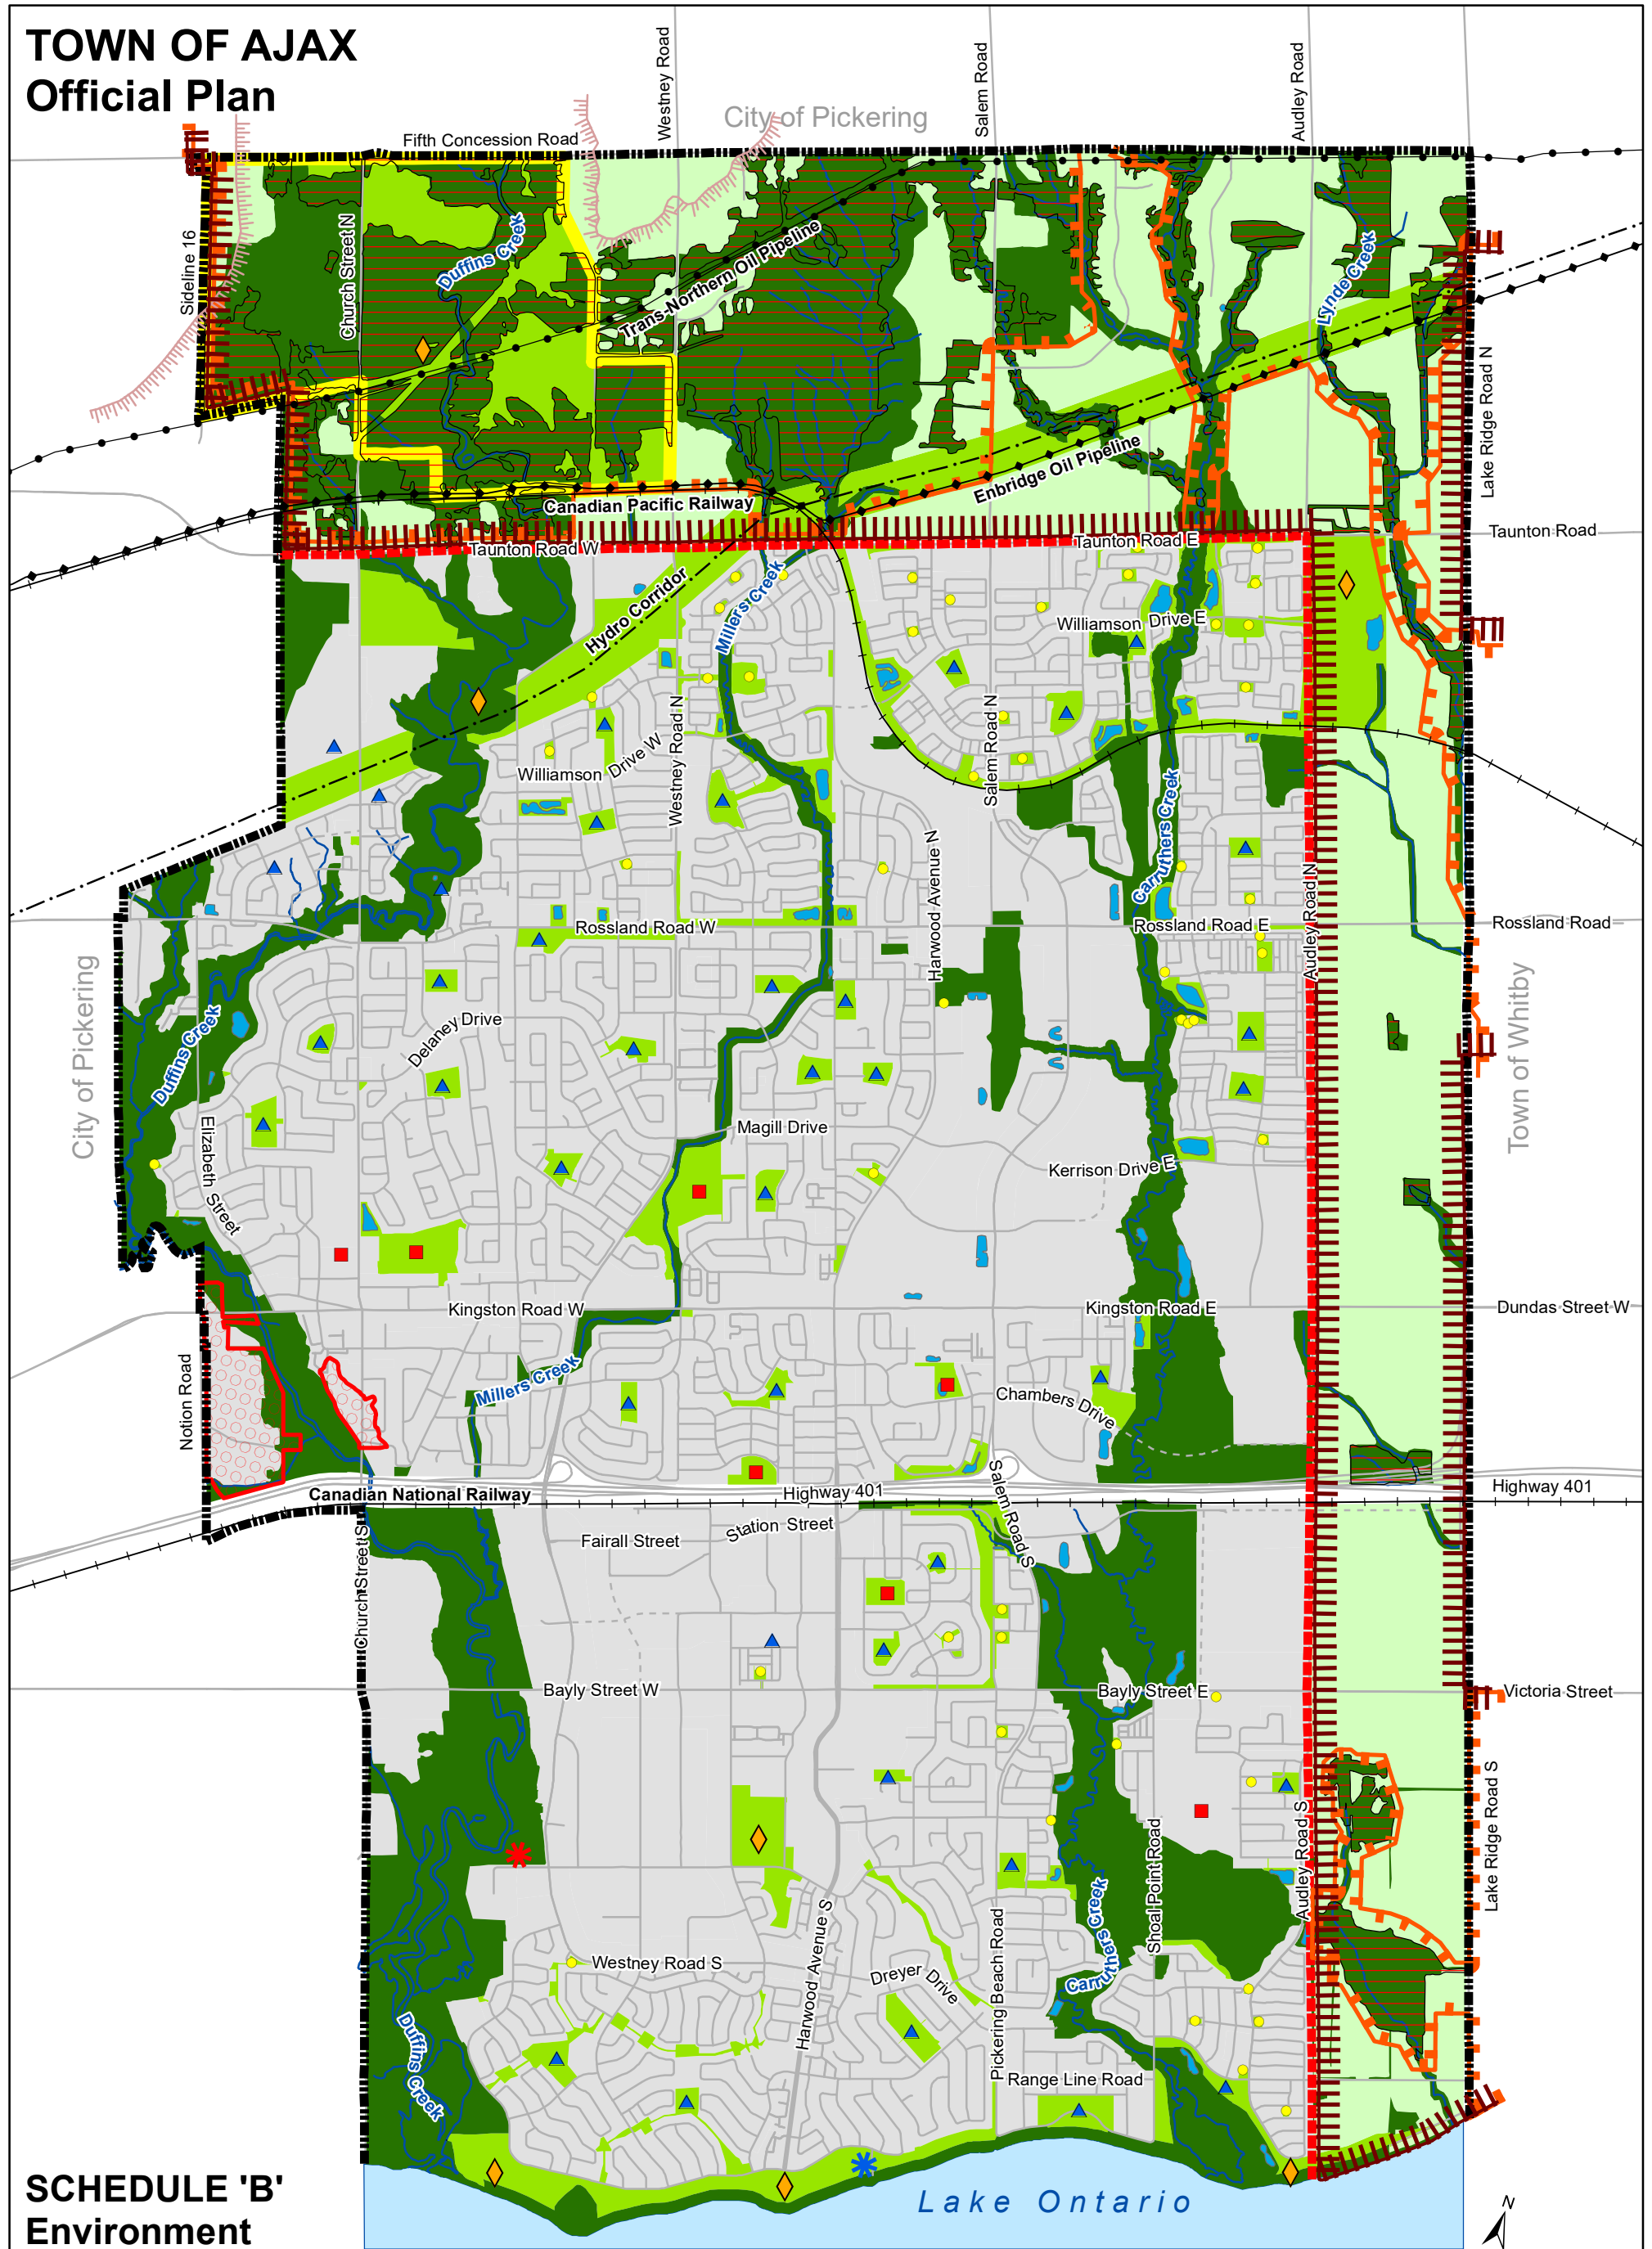 TOWN OF AJAX
Official Plan
Westney Road
Salem Road
Audley Road
City of Pickering
Fifth Concession Road
Sideline 16
Church Street N
Duffins Creek
Trans-Northern Oil Pipeline
Lynde Creek
Lake Ridge Road N
Enbridge Oil Pipeline
Canadian Pacific Railway
Taunton Road W
Taunton Road E
Taunton Road
Hydro Corridor
Millers Creek
Williamson Drive E
Westney Road N
Salem Road N
Williamson Drive W
Carruthers Creek
Harwood Avenue N
Audley Road N
Rossland Road W
Rossland Road E
Rossland Road
City of Pickering
Town of Whitby
Duffins Creek
Delaney Drive
Elizabeth Street
Magill Drive
Kerrison Drive E
Kingston Road W
Kingston Road E
Dundas Street W
Notion Road
Millers Creek
Chambers Drive
Canadian National Railway
Highway 401
Highway 401
Salem Road S
Fairall Street
Station Street
Church Street S
Bayly Street W
Bayly Street E
Victoria Street
Shoal Point Road
Audley Road S
Lake Ridge Road S
Harwood Avenue S
Pickering Beach Road
Carruthers Creek
Westney Road S
Dreyer Drive
Duffins Creek
Range Line Road
SCHEDULE 'B'
Environment
Lake Ontario
N